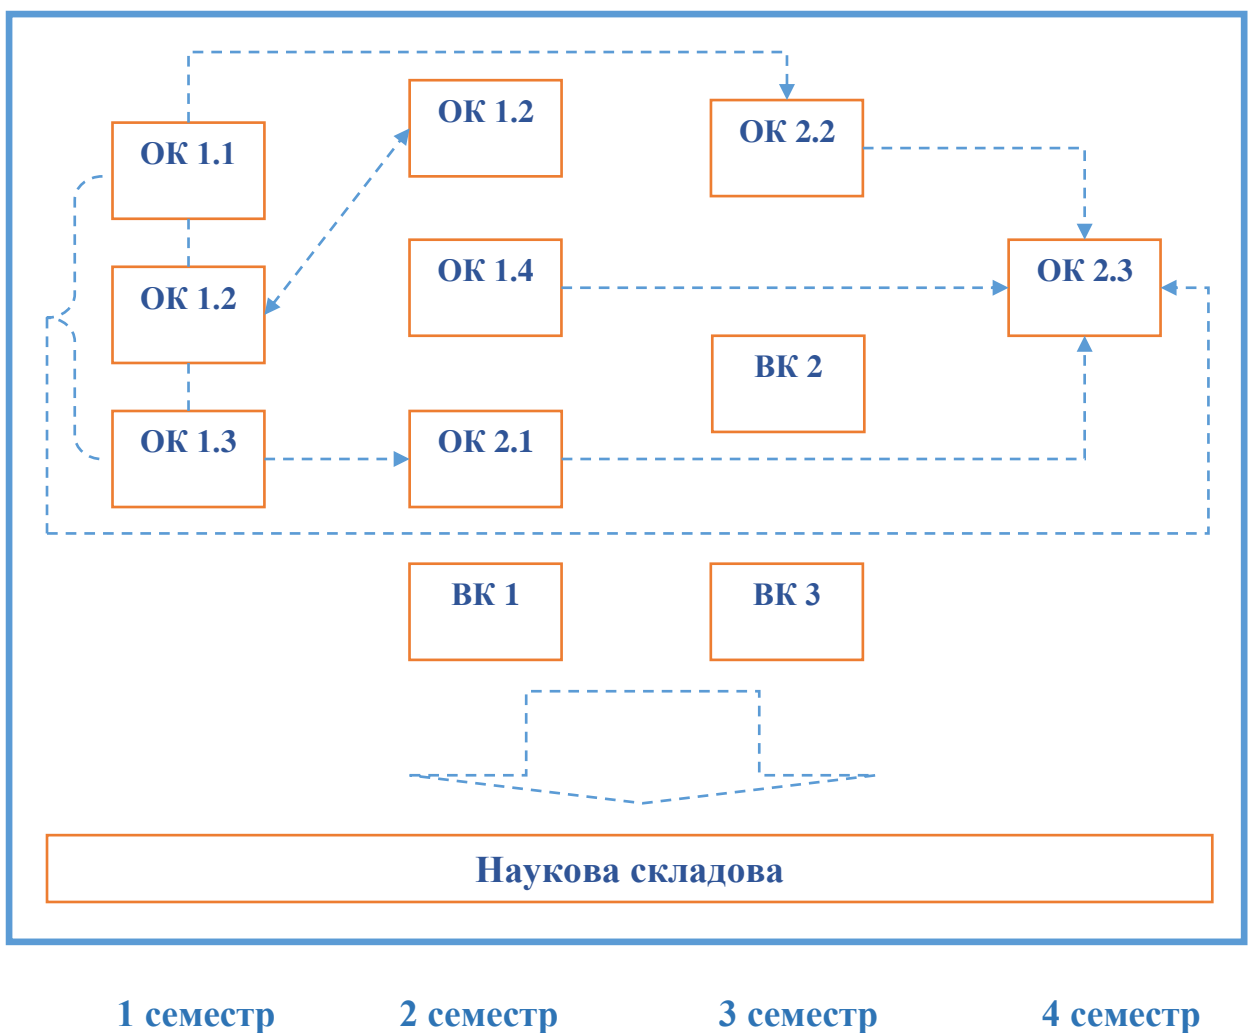 ОК 1.2
ОК 2.2
ОК 1.1
ОК 1.4
ОК 2.3
ОК 1.2
ВК 2
ОК 1.3
ОК 2.1
ВК 1
ВК 3
Наукова складова
1 семестр
2 семестр
3 семестр
4 семестр